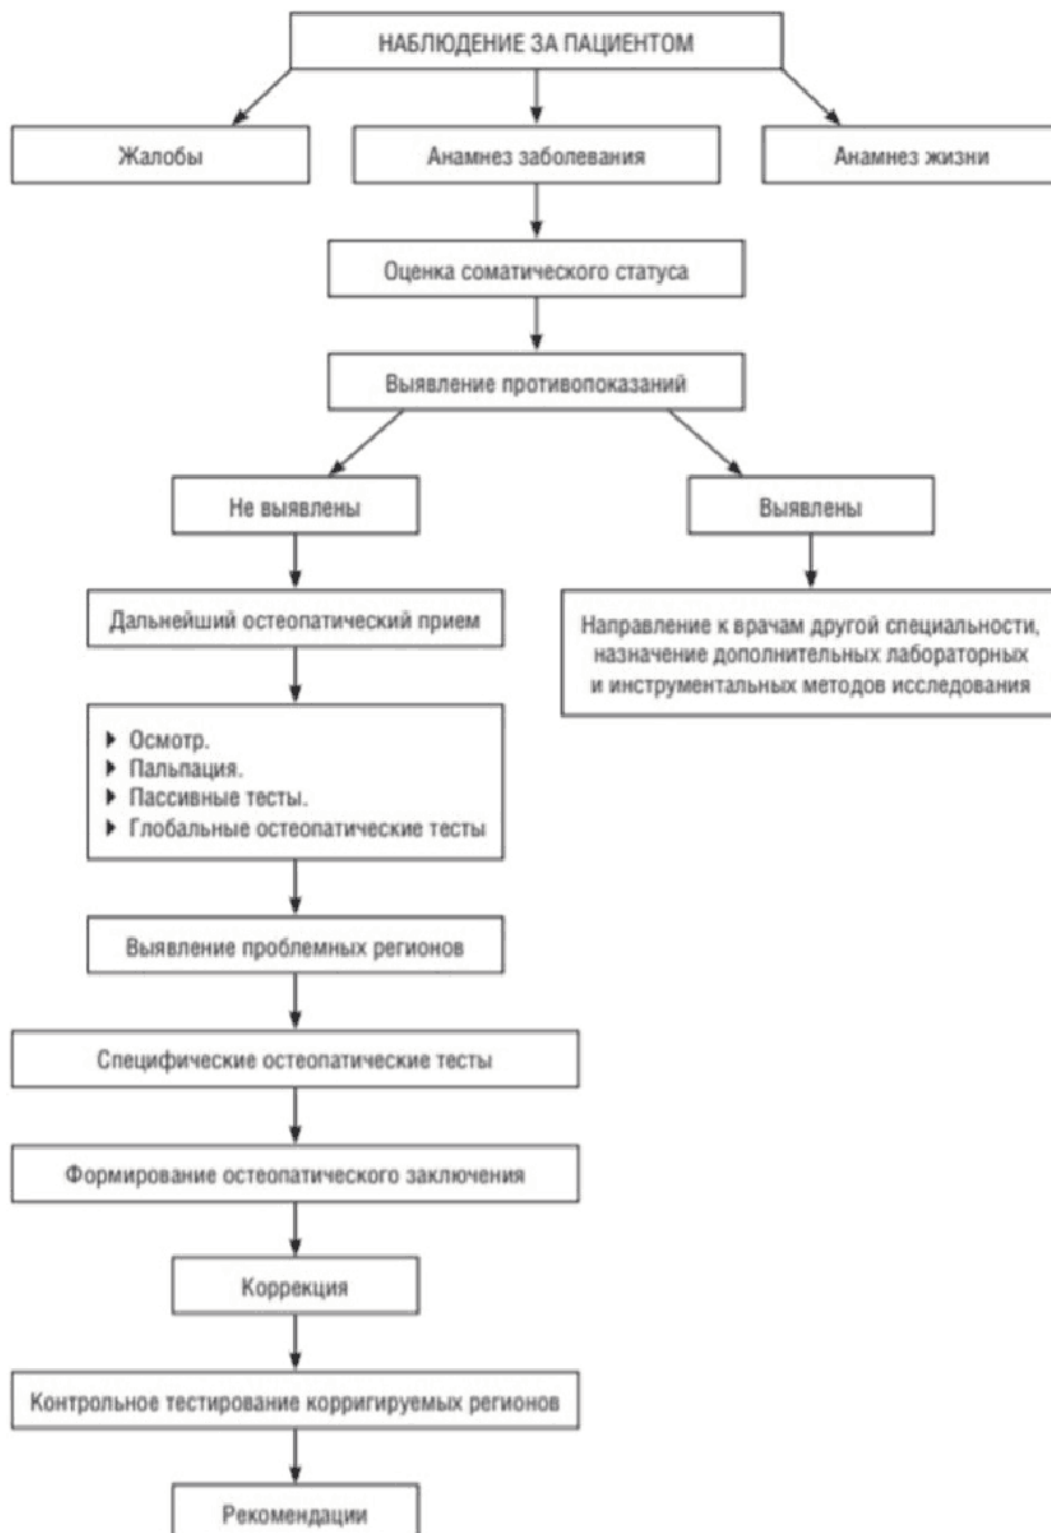 НАБЛЮДЕНИЕ ЗА ПАЦИЕНТОМ
Жалобы
Анамнез заболевания
Анамнез жизни
Оценка соматического статуса
Выявление противопоказаний
Не выявлены
Выявлены
Дальнейший остеопатический прием
Направление к врачам другой специальности,
назначение дополнительных лабораторных
и инструментальных методов исследования
Осмотр.
Пальпация.
Пассивные тесты.
Глобальные остеопатические тесты
Выявление проблемных регионов
Специфические остеопатические тесты
Формирование остеопатического заключения
Коррекция
Контрольное тестирование корригируемых регионов
Рекомендации